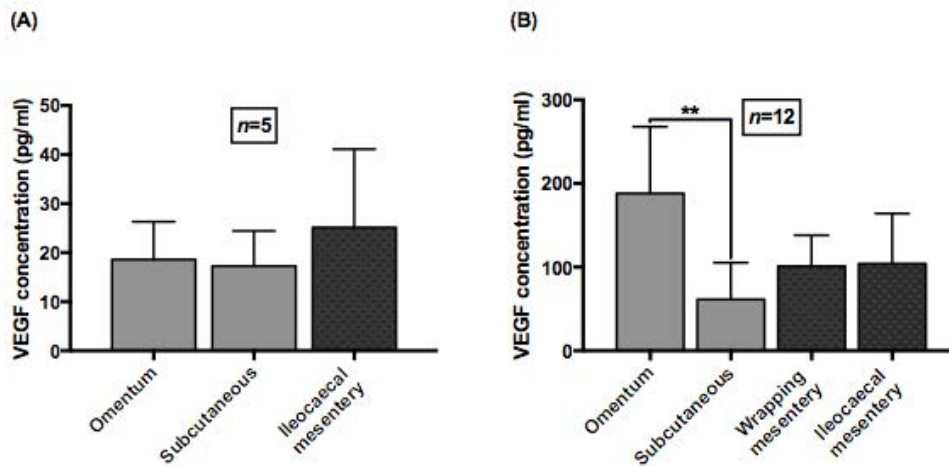 (A)
(B)
VEGF concentration (pg/ml)
50
40
30
20
10
0
n=5
Omentum
Subcutaneous
Ileocaecal
mesentery
VEGF concentration (pg/ml)
300
200
100
0
**
n=12
Omentum
Subcutaneous
Wrapping
mesentery
Ileocaecal
mesentery